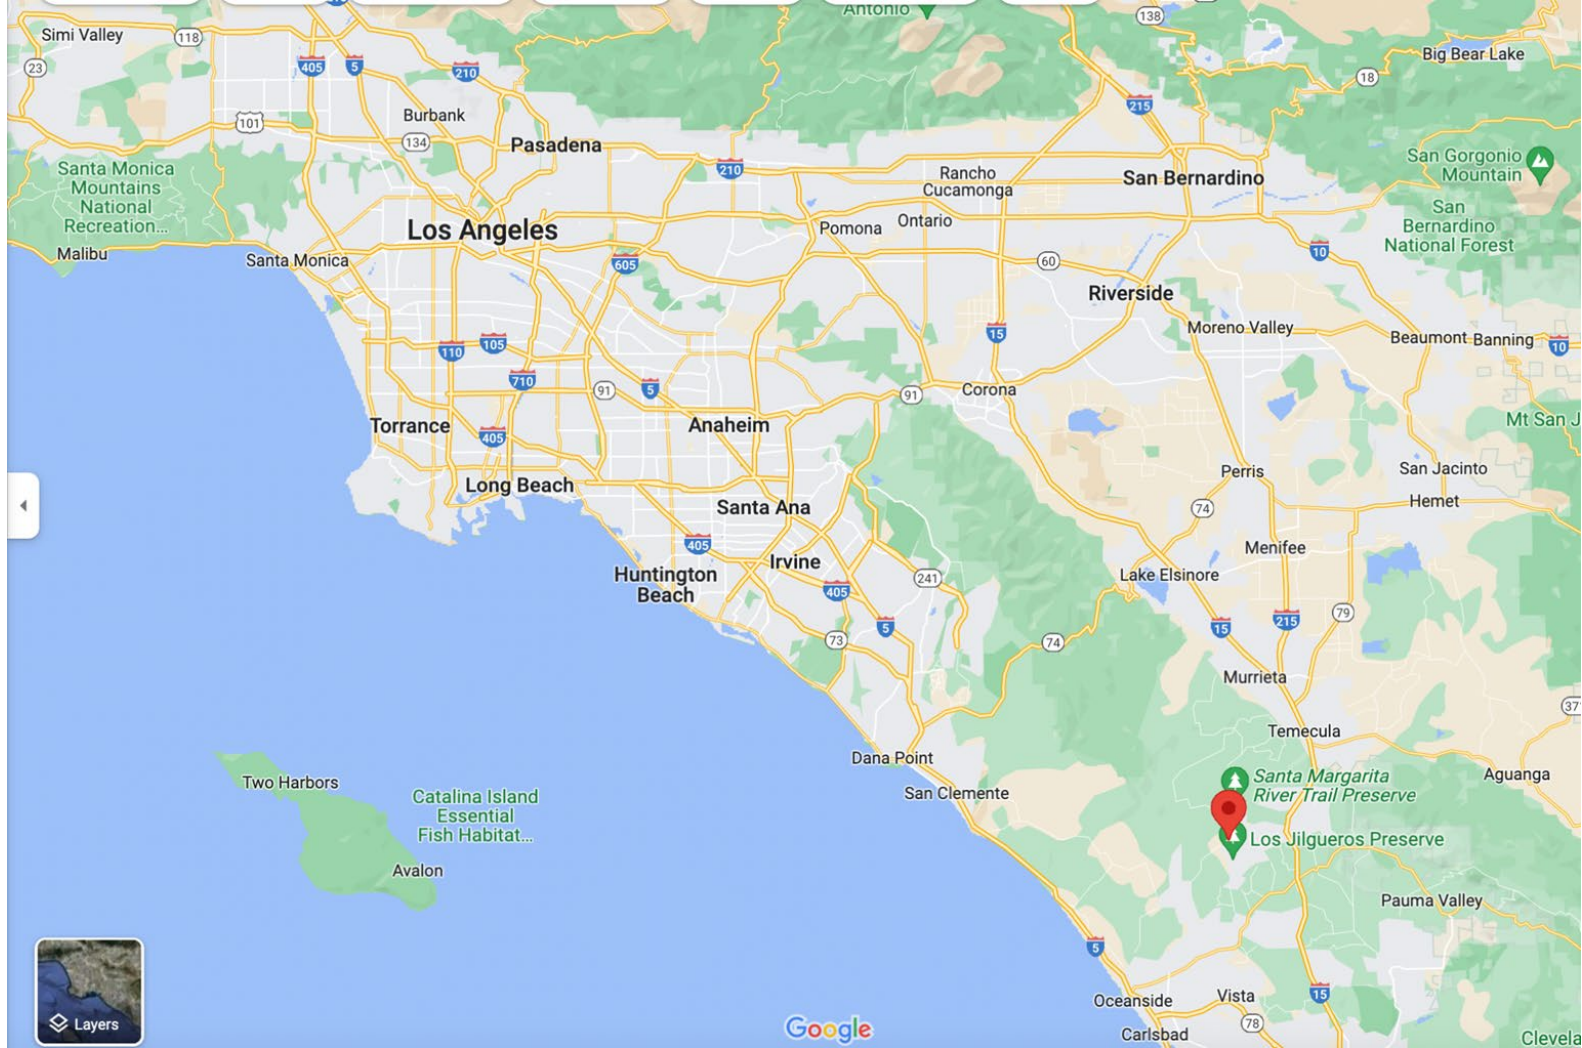 Antonio
138
Simi Valley
118
Big Bear Lake
23
405
5
210
18
215
Burbank
101
134
Pasadena
San Gorgonio
Mountain
Santa Monica
Mountains
National
Recreation...
210
Rancho
Cucamonga
San Bernardino
San
Bernardino
National Forest
Los Angeles
Pomona
Ontario
Malibu
Santa Monica
605
60
10
Riverside
Moreno Valley
15
Beaumont
Banning
10
110
105
710
91
5
91
Corona
Torrance
405
Anaheim
Mt San J
Perris
San Jacinto
Long Beach
Santa Ana
74
Hemet
405
Irvine
Menifee
Huntington
Beach
405
241
Lake Elsinore
5
15
215
79
73
74
Murrieta
371
Temecula
Dana Point
Two Harbors
Catalina Island
Essential
Fish Habitat...
San Clemente
Santa Margarita
River Trail Preserve
Aguanga
Los Jilgueros Preserve
Avalon
Pauma Valley
5
Oceanside
Vista
15
Layers
Google
Carlsbad
78
Clevela